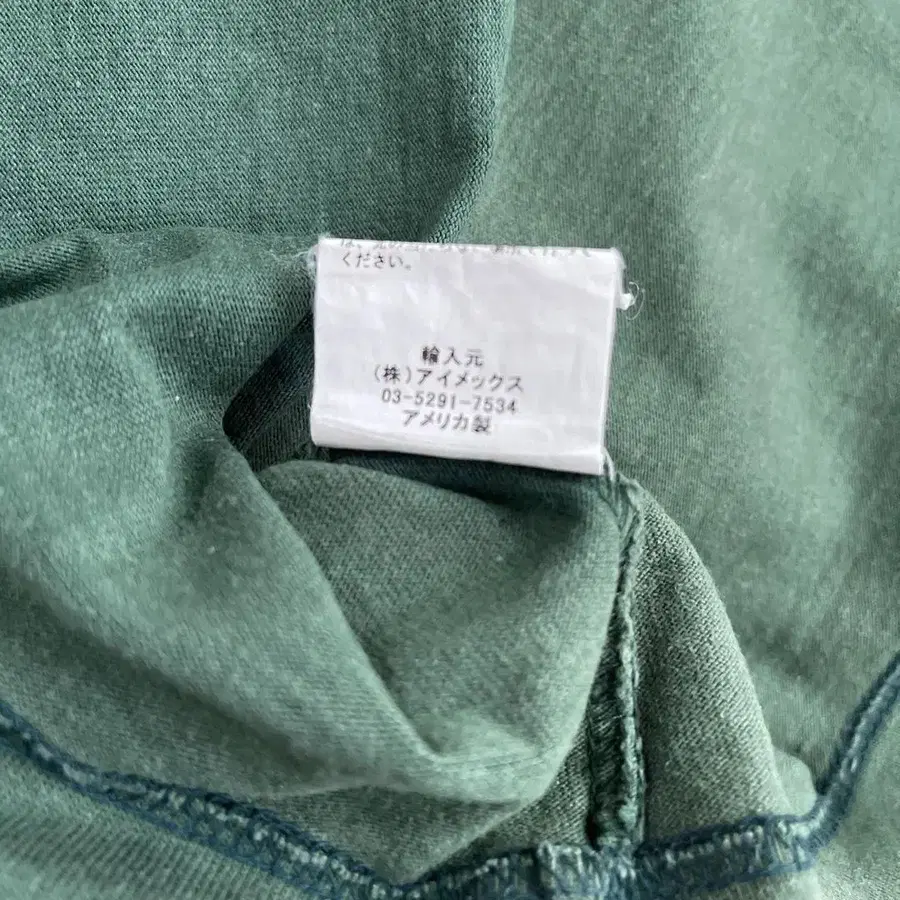 ください。
輸入元
(株)アイメックス
03-5291-7534
アメリカ製